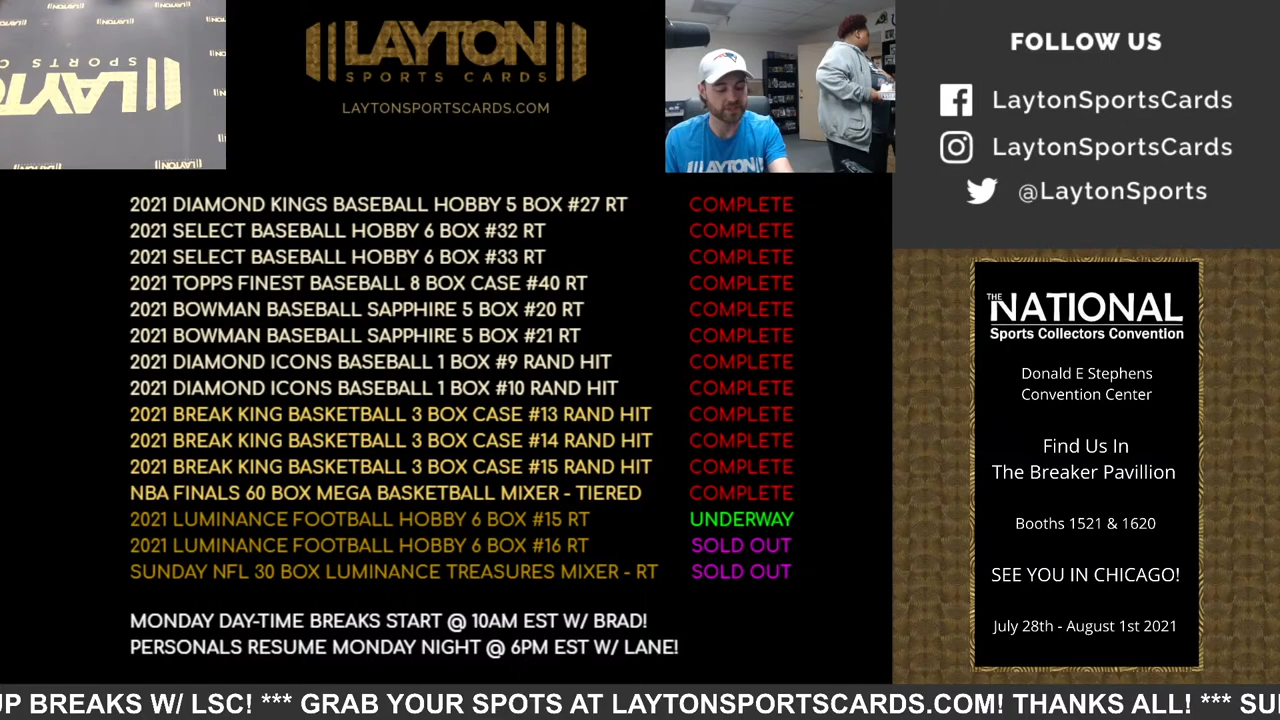 LAYTON
SPORTS CARDS
LAYTONSPORTSCARDS.COM
LAYTON
FOLLOW US
LaytonSportsCards
LaytonSportsCards
@LaytonSports
2021 DIAMOND KINGS BASEBALL HOBBY 5 BOX #27 RT COMPLETE
2021 SELECT BASEBALL HOBBY 6 BOX #32 RT COMPLETE
2021 SELECT BASEBALL HOBBY 6 BOX #33 RT COMPLETE
2021 TOPPS FINEST BASEBALL 8 BOX CASE #40 RT COMPLETE
2021 BOWMAN BASEBALL SAPPHIRE 5 BOX #20 RT COMPLETE
2021 BOWMAN BASEBALL SAPPHIRE 5 BOX #21 RT COMPLETE
2021 DIAMOND ICONS BASEBALL 1 BOX #9 RAND HIT COMPLETE
2021 DIAMOND ICONS BASEBALL 1 BOX #10 RAND HIT COMPLETE
2021 BREAK KING BASKETBALL 3 BOX CASE #13 RAND HIT COMPLETE
2021 BREAK KING BASKETBALL 3 BOX CASE #14 RAND HIT COMPLETE
2021 BREAK KING BASKETBALL 3 BOX CASE #15 RAND HIT COMPLETE
NBA FINALS 60 BOX MEGA BASKETBALL MIXER - TIERED COMPLETE
2021 LUMINANCE FOOTBALL HOBBY 6 BOX #15 RT UNDERWAY
2021 LUMINANCE FOOTBALL HOBBY 6 BOX #16 RT SOLD OUT
SUNDAY NFL 30 BOX LUMINANCE TREASURES MIXER - RT SOLD OUT
MONDAY DAY-TIME BREAKS START @ 10AM EST W/ BRAD!
PERSONALS RESUME MONDAY NIGHT @ 6PM EST W/ LANE!
THE NATIONAL
Sports Collectors Convention
Donald E Stephens
Convention Center
Find Us In
The Breaker Pavillion
Booths 1521 & 1620
SEE YOU IN CHICAGO!
July 28th - August 1st 2021
UP BREAKS W/ LSC! *** GRAB YOUR SPOTS AT LAYTONSPORTSCARDS.COM! THANKS ALL! *** SU